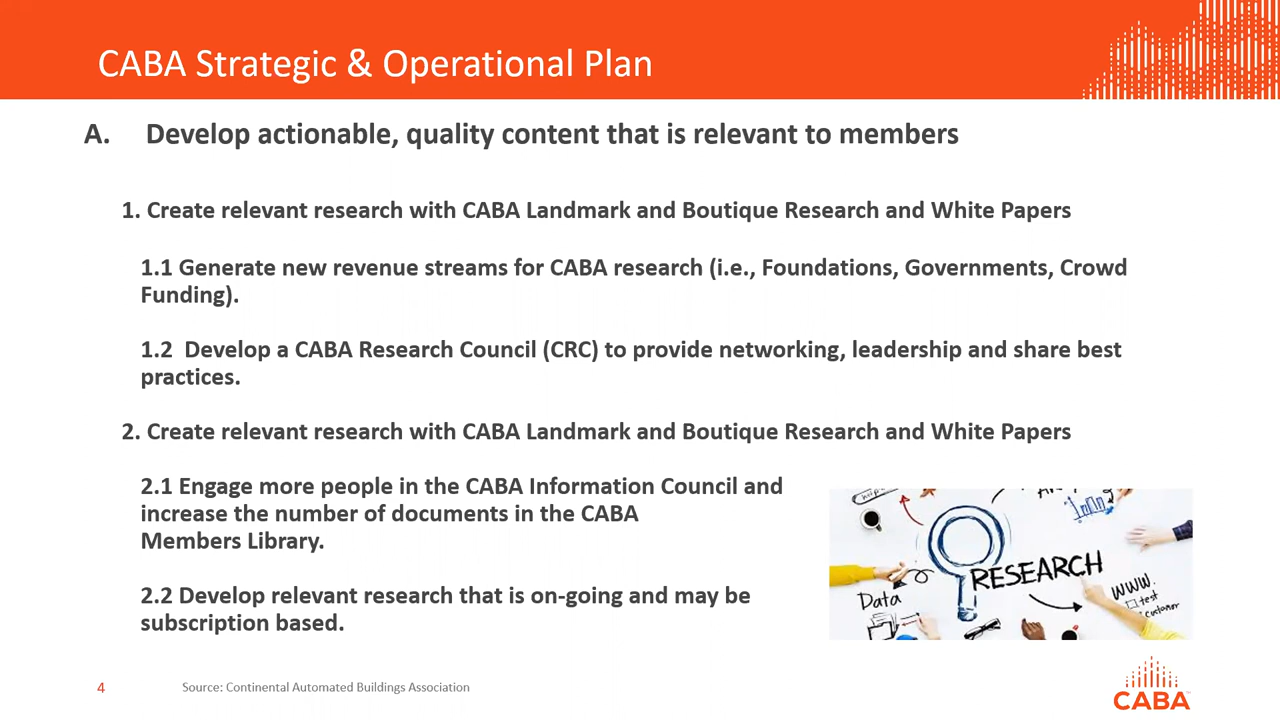 CABA Strategic & Operational Plan
A. Develop actionable, quality content that is relevant to members
1. Create relevant research with CABA Landmark and Boutique Research and White Papers
1.1 Generate new revenue streams for CABA research (i.e., Foundations, Governments, Crowd
Funding).
1.2 Develop a CABA Research Council (CRC) to provide networking, leadership and share best
practices.
2. Create relevant research with CABA Landmark and Boutique Research and White Papers
2.1 Engage more people in the CABA Information Council and
increase the number of documents in the CABA
Members Library.
2.2 Develop relevant research that is on-going and may be
subscription based.
RESEARCH
Data
WWW.
test
customer
4
Source: Continental Automated Buildings Association
CABA